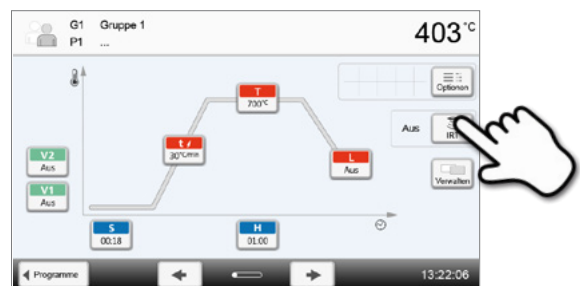 G1 Gruppe 1
P1 ...
403°C
Optionen
T
700°C
Aus
IRT
t
30°C/min
V2
Aus
L
Aus
Verwalten
V1
Aus
S
00:18
H
01:00
Programme
13:22:06